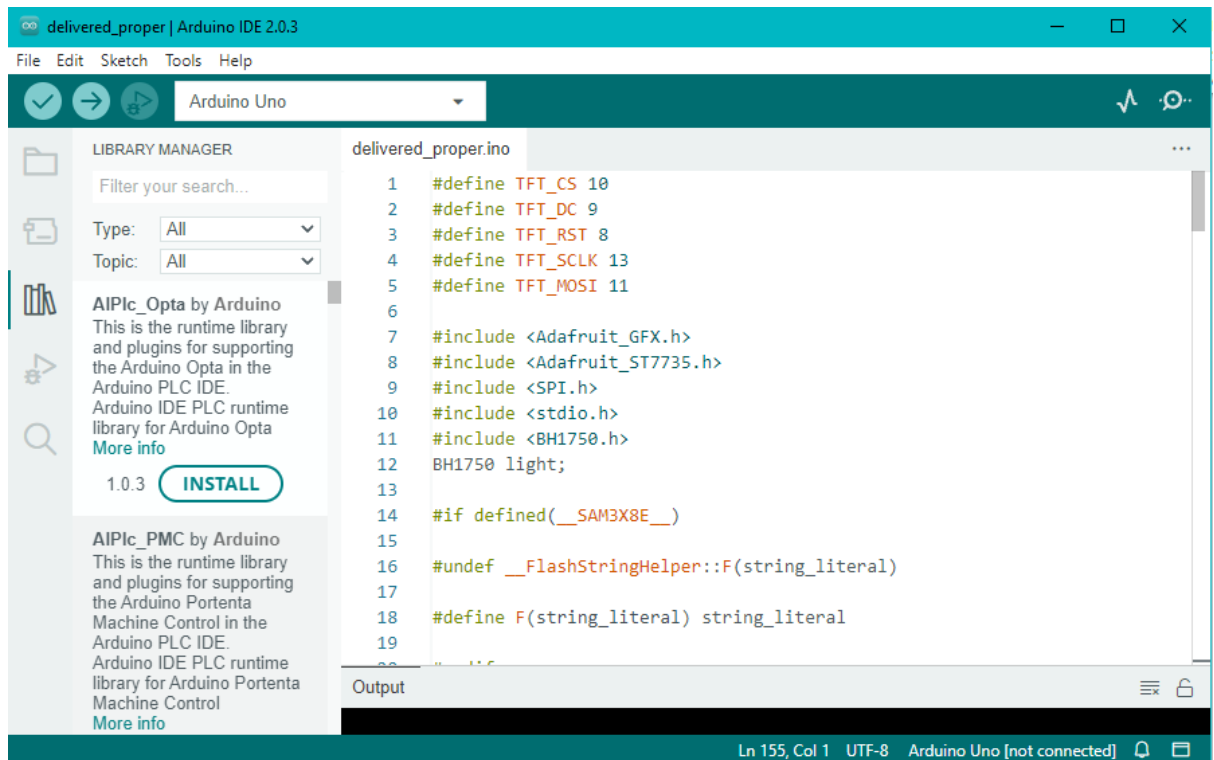 delivered_proper | Arduino IDE 2.0.3
File Edit Sketch Tools Help
Arduino Uno
LIBRARY MANAGER
Filter your search...
Type: All
Topic: All
AIPlc_Opta by Arduino
This is the runtime library
and plugins for supporting
the Arduino Opta in the
Arduino PLC IDE.
Arduino IDE PLC runtime
library for Arduino Opta
More info
1.0.3 INSTALL
AIPlc_PMC by Arduino
This is the runtime library
and plugins for supporting
the Arduino Portenta
Machine Control in the
Arduino PLC IDE.
Arduino IDE PLC runtime
library for Arduino Portenta
Machine Control
More info
delivered_proper.ino
1 #define TFT_CS 10
2 #define TFT_DC 9
3 #define TFT_RST 8
4 #define TFT_SCLK 13
5 #define TFT_MOSI 11
6
7 #include <Adafruit_GFX.h>
8 #include <Adafruit_ST7735.h>
9 #include <SPI.h>
10 #include <stdio.h>
11 #include <BH1750.h>
12 BH1750 light;
13
14 #if defined(__SAM3X8E__)
15
16 #undef __FlashStringHelper::F(string_literal)
17
18 #define F(string_literal) string_literal
19
Output
Ln 155, Col 1 UTF-8 Arduino Uno [not connected]